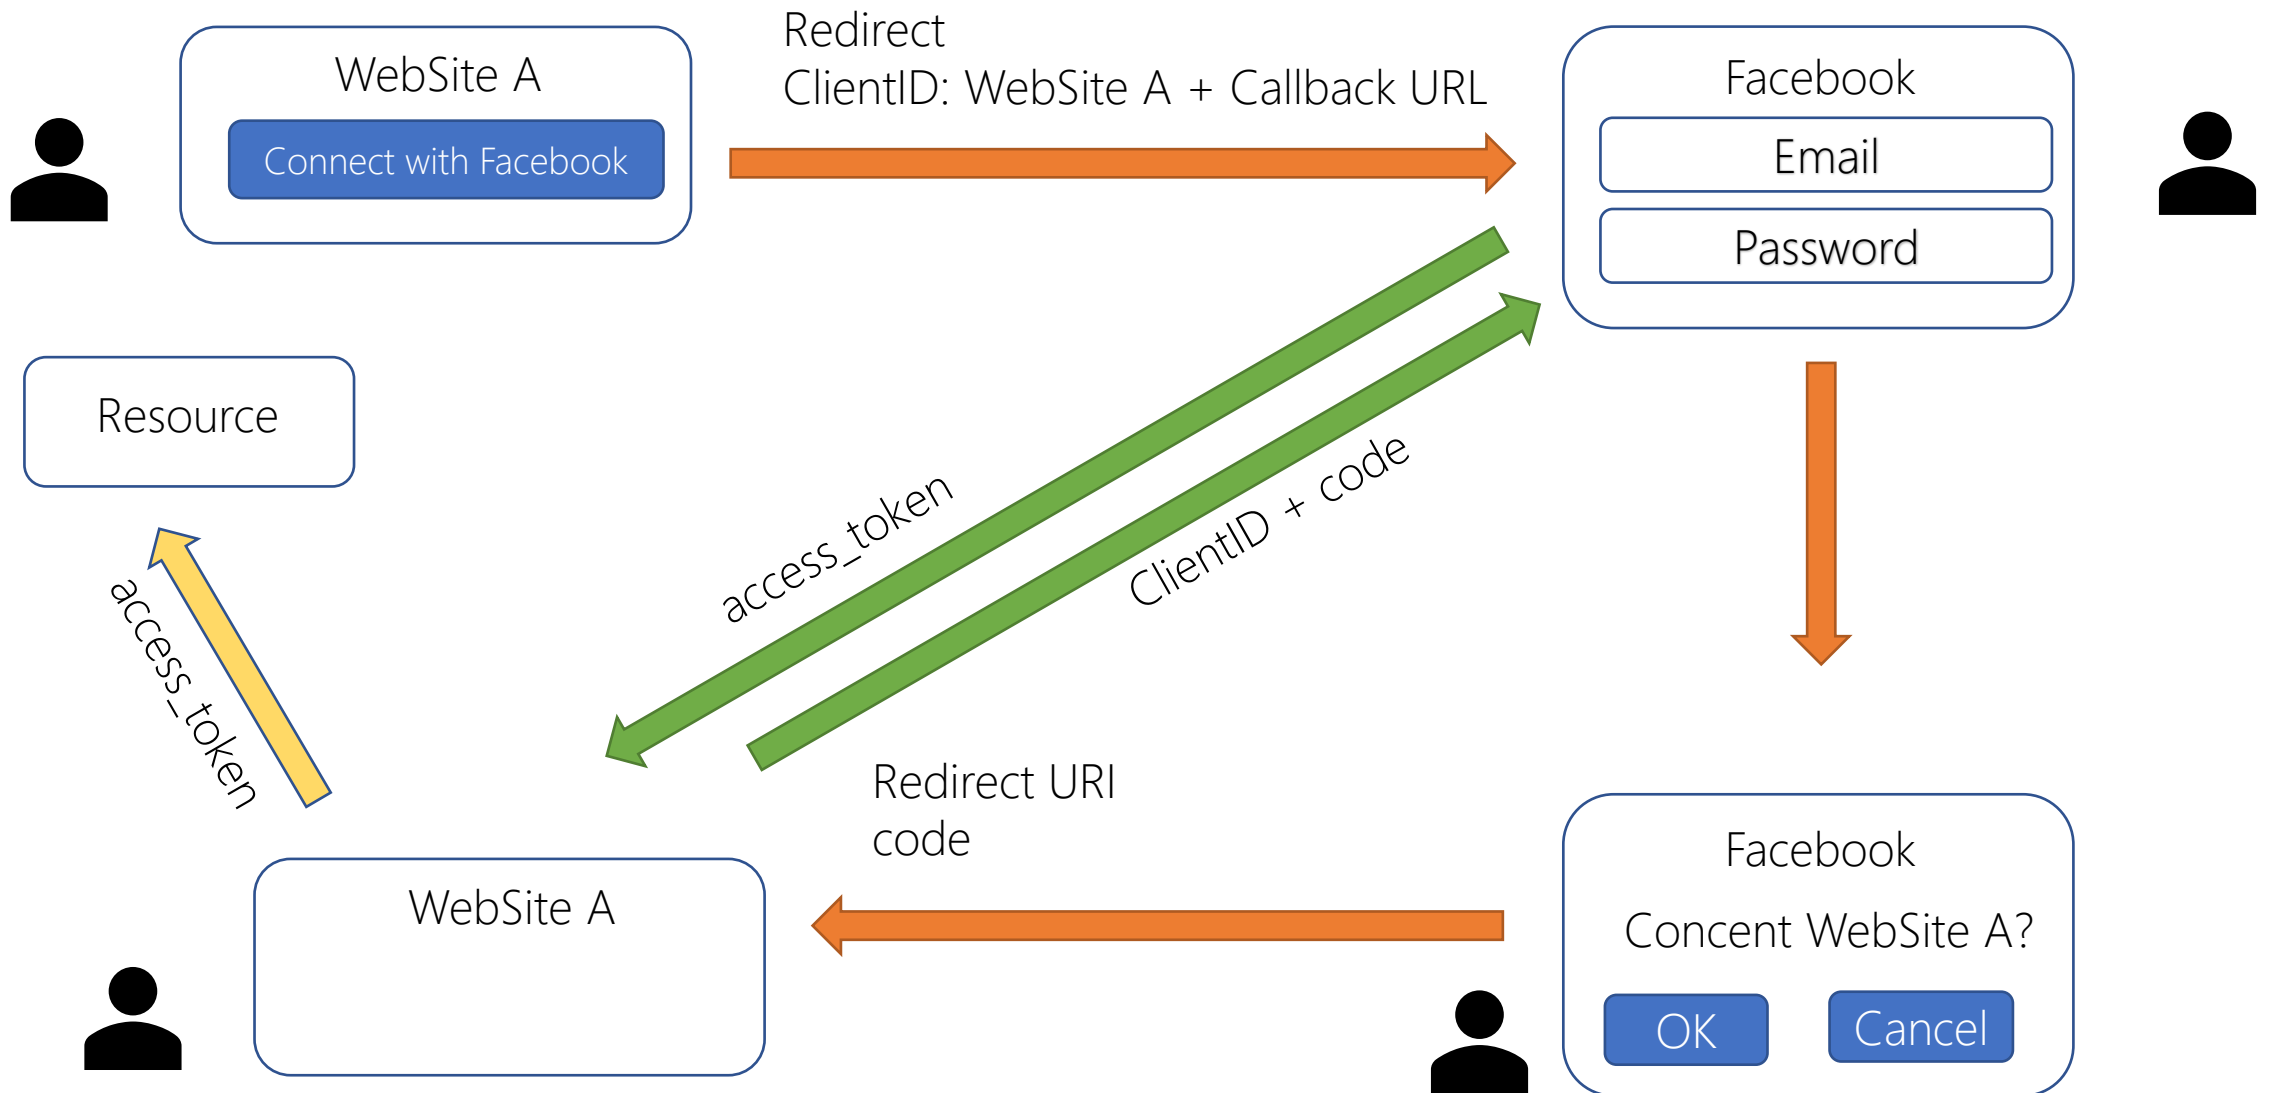 WebSite A
Connect with Facebook
Redirect
ClientID: WebSite A + Callback URL
Facebook
Email
Password
Resource
access_token
ClientID + code
access_token
Redirect URI
code
WebSite A
Facebook
Concent WebSite A?
OK
Cancel